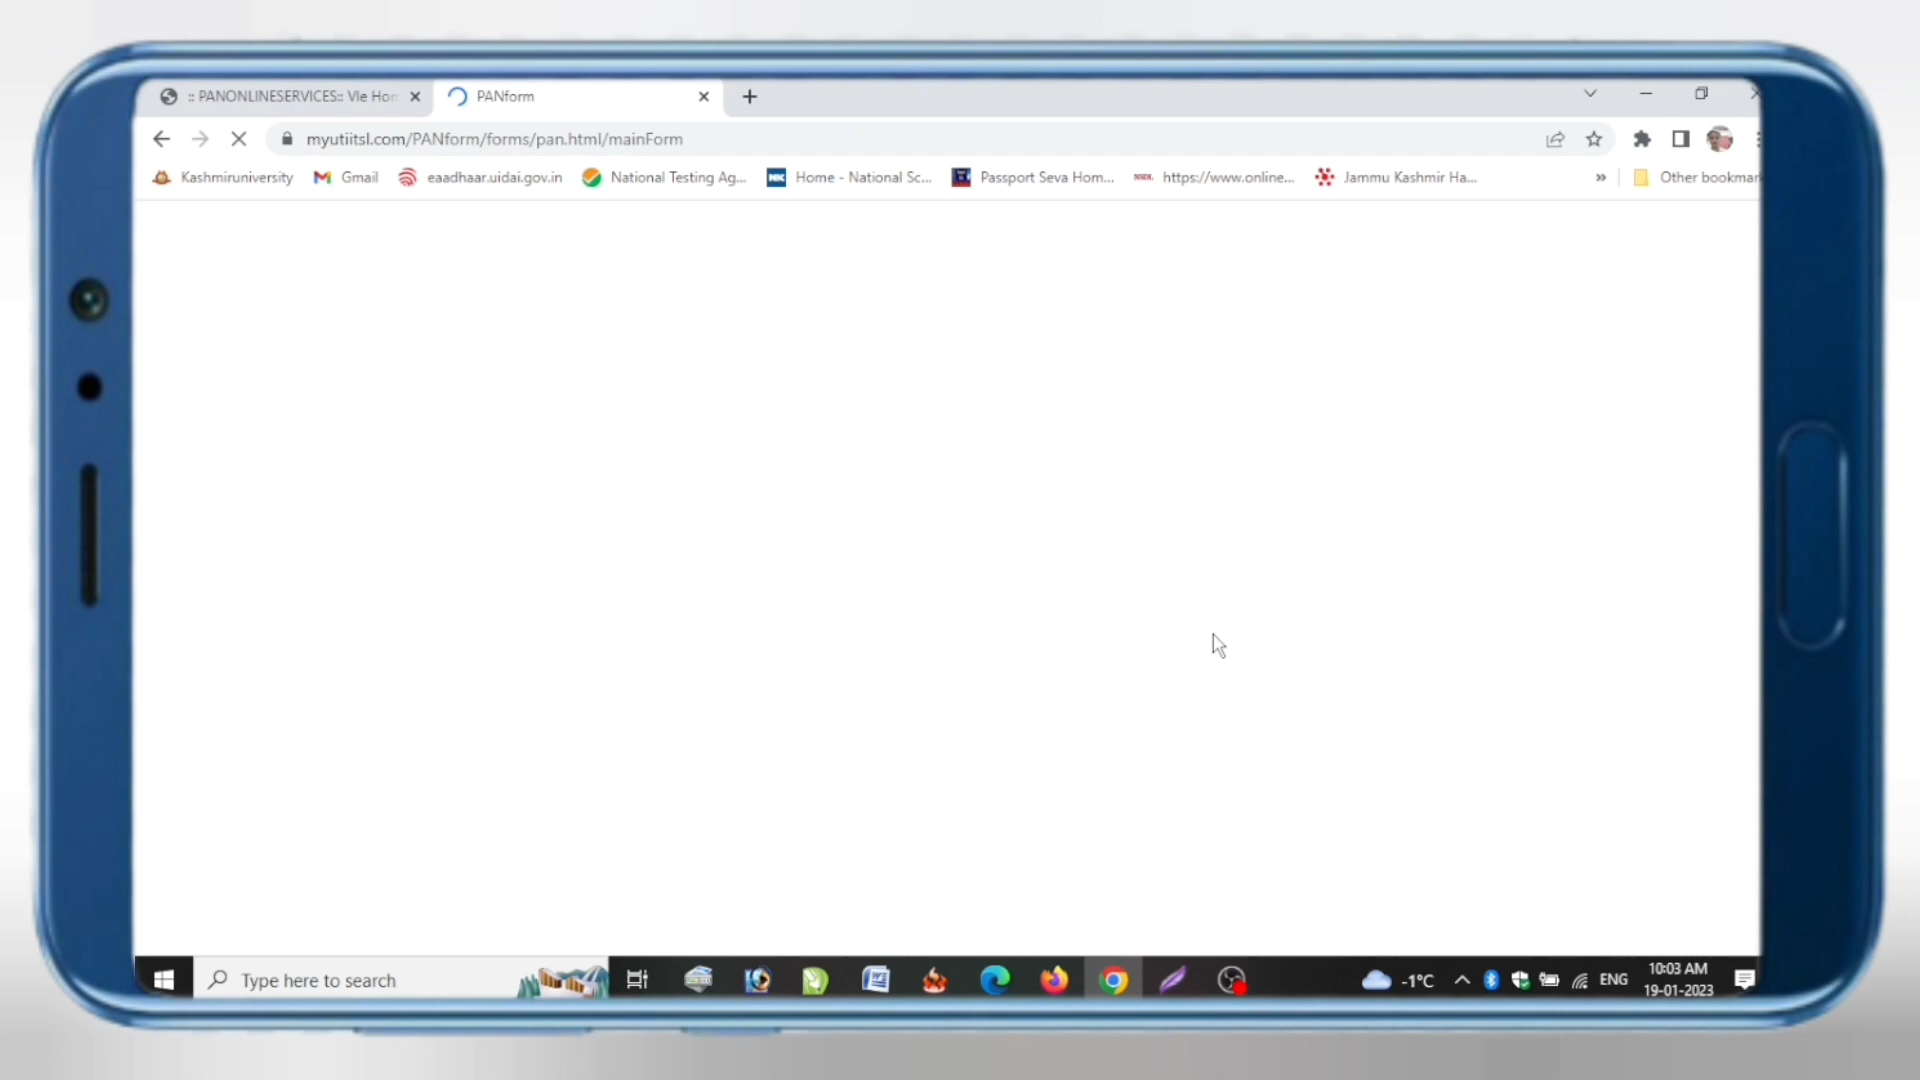 :: PANONLINESERVICES:: Vle Hon
PANform
myutiitsl.com/PANform/forms/pan.html/mainForm
Kashmiruniversity
Gmail
eaadhaar.uidai.gov.in
National Testing Ag...
NK
Home - National Sc...
Passport Seva Hom...
NSDL
https://www.online...
Jammu Kashmir Ha...
»
Other bookmar
Type here to search
-1°C
ENG
10:03 AM
19-01-2023